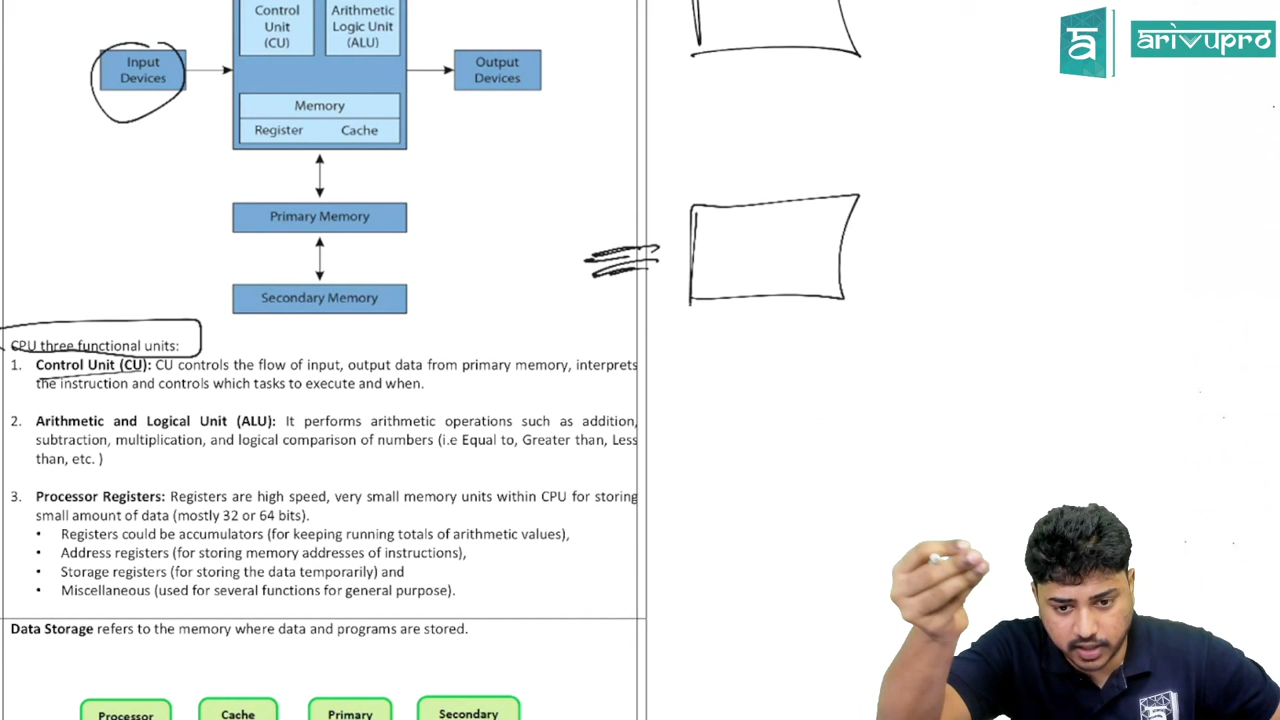 Control
Unit
(CU)
Arithmetic
Logic Unit
(ALU)
Input
Devices
Output
Devices
Memory
Register Cache
Primary Memory
Secondary Memory
CPU three functional units:
1. Control Unit (CU): CU controls the flow of input, output data from primary memory, interprets
the instruction and controls which tasks to execute and when.
2. Arithmetic and Logical Unit (ALU): It performs arithmetic operations such as addition,
subtraction, multiplication, and logical comparison of numbers (i.e Equal to, Greater than, Less
than, etc. )
3. Processor Registers: Registers are high speed, very small memory units within CPU for storing
small amount of data (mostly 32 or 64 bits).
• Registers could be accumulators (for keeping running totals of arithmetic values),
• Address registers (for storing memory addresses of instructions),
• Storage registers (for storing the data temporarily) and
• Miscellaneous (used for several functions for general purpose).
Data Storage refers to the memory where data and programs are stored.
Processor Cache Primary Secondary
arivupro